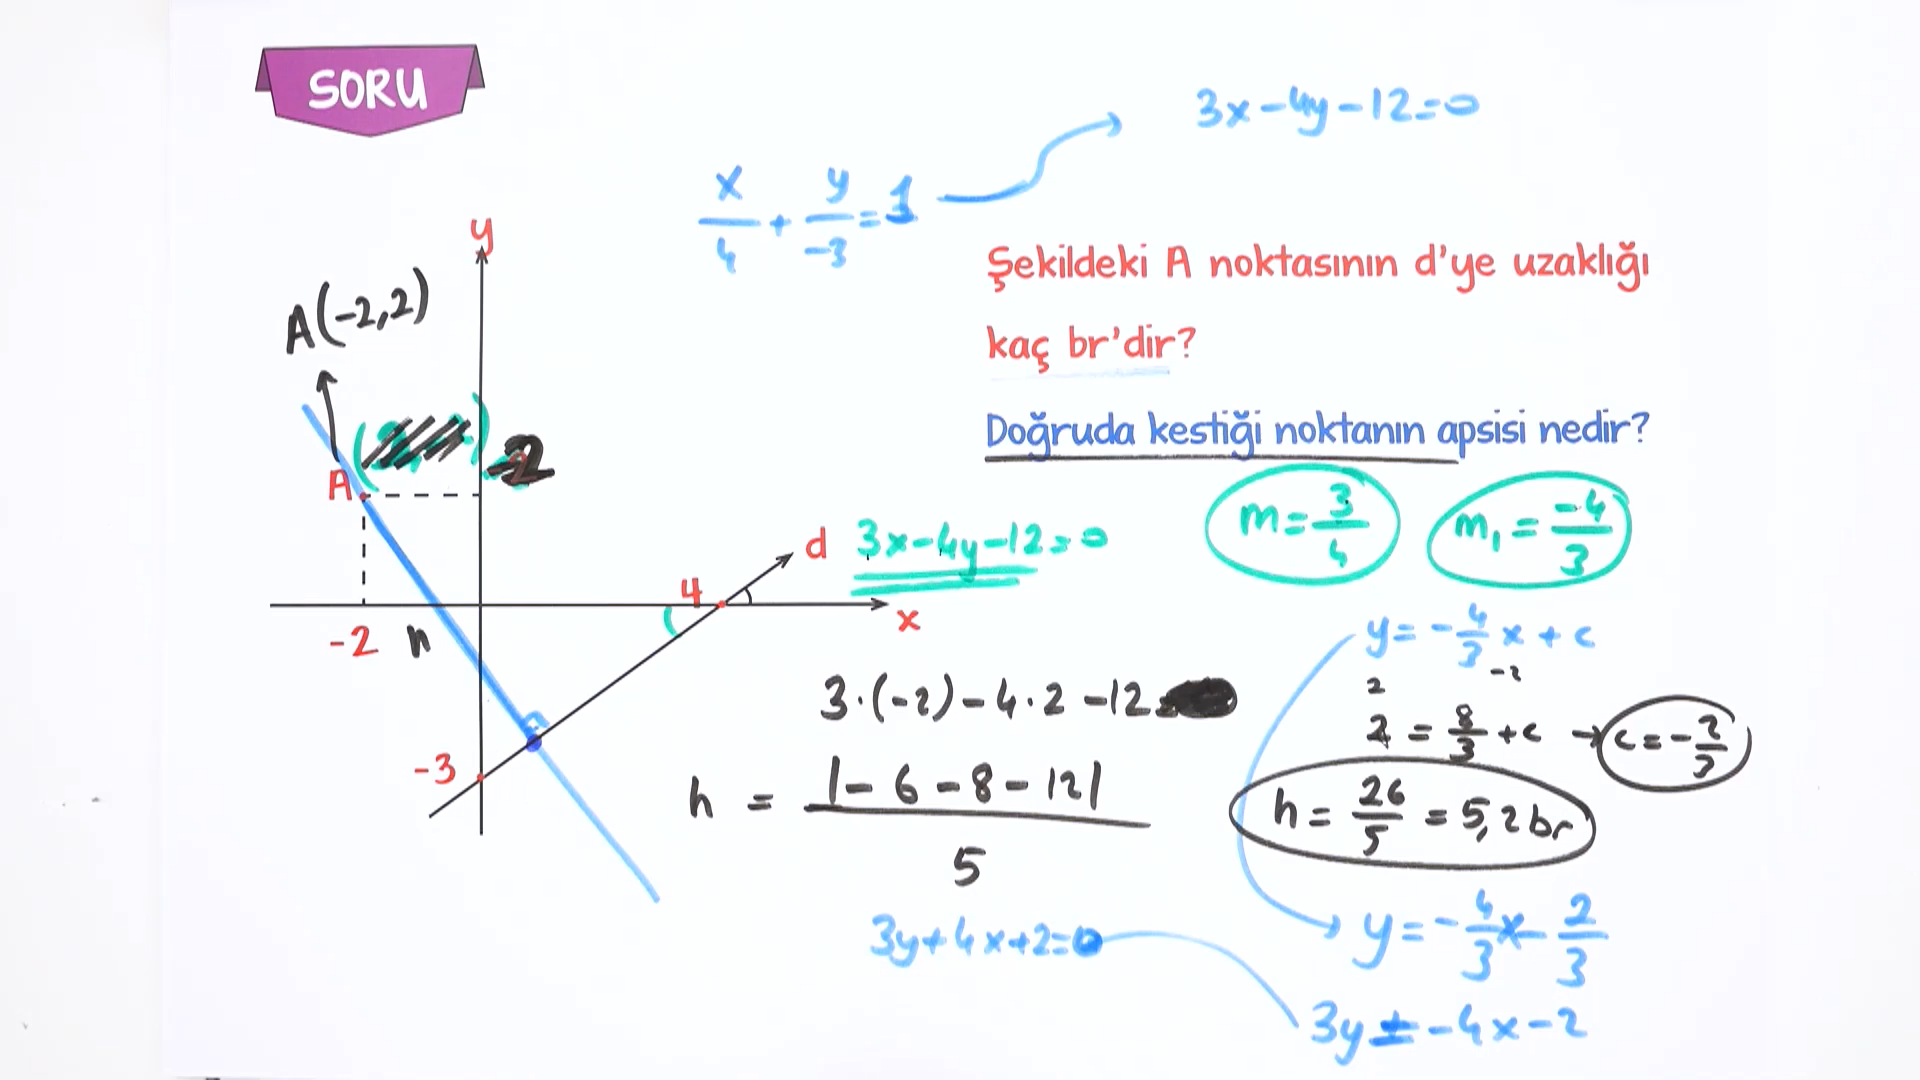 SORU
3x-4y-12=0
x/4 + y/-3 = 1
y
Şekildeki A noktasının d'ye uzaklığı
kaç br'dir?
Doğruda kestiği noktanın apsisi nedir?
A(-2,2)
A
2
m=3/4
m₁=-4/3
d
3x-4y-12=0
4
x
-2
n
y=-4/3x+c
-2
2
2=8/3+c → c=-2/3
3·(-2)-4·2-12
-3
h = |-6-8-12|/5
h=26/5=5,2br
y=-4/3x-2/3
3y+4x+2=0
3y=-4x-2